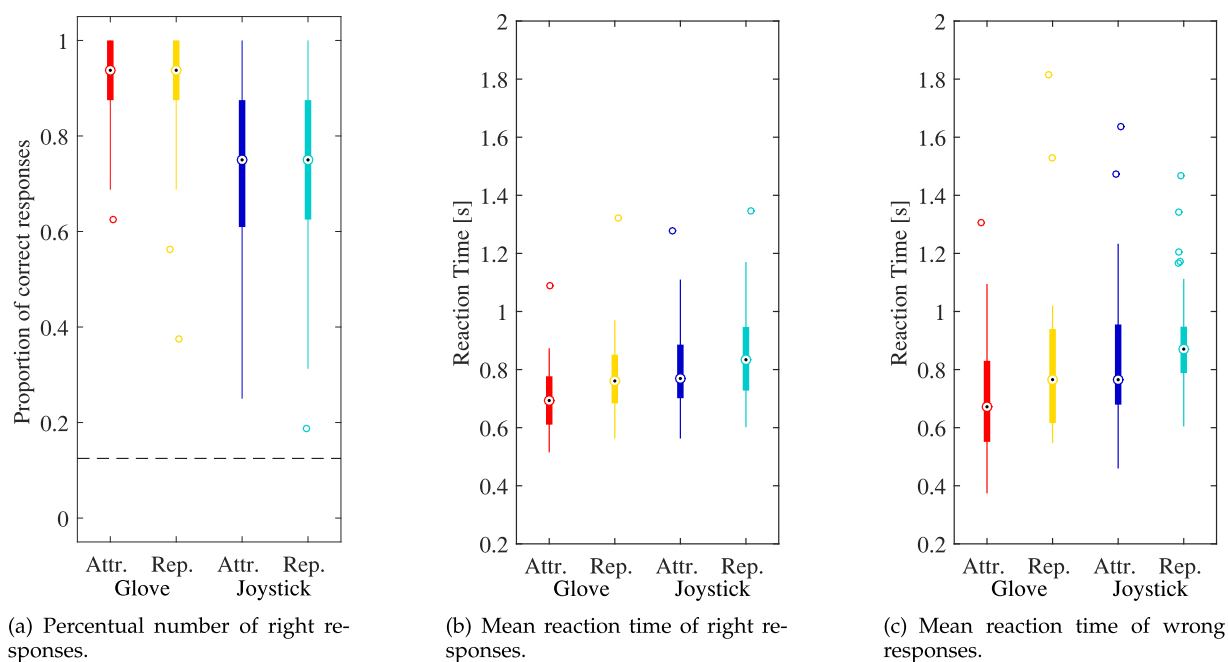 Proportion of correct responses
1
0.8
0.6
0.4
0.2
0
Attr. Rep. Attr. Rep.
Glove Joystick
(a) Percentual number of right re-
sponses.
Reaction Time [s]
2
1.8
1.6
1.4
1.2
1
0.8
0.6
0.4
0.2
Attr. Rep. Attr. Rep.
Glove Joystick
(b) Mean reaction time of right re-
sponses.
Reaction Time [s]
2
1.8
1.6
1.4
1.2
1
0.8
0.6
0.4
0.2
Attr. Rep. Attr. Rep.
Glove Joystick
(c) Mean reaction time of wrong
responses.